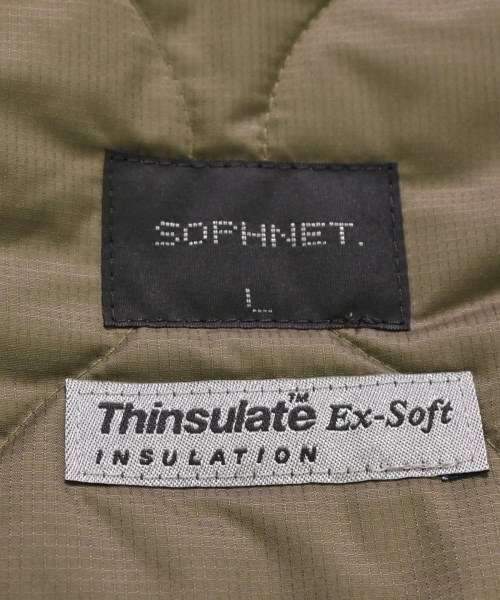 SOPHNET.
L
Thinsulate™ Ex-Soft
INSULATION